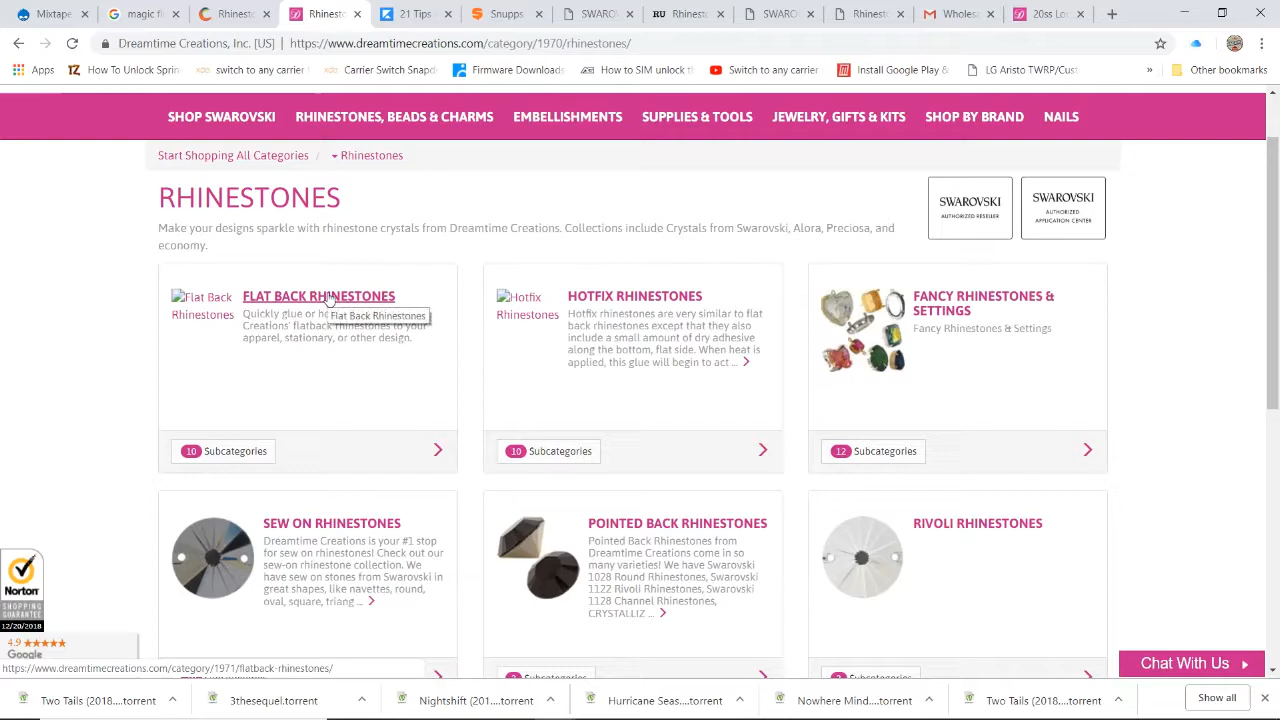 Mixed Pa
Google
Rhinest
21 Tips
Swaros
SWARO
Rhines
SWARC
Rhinest
Wholes
20ss Lo
Dreamtime Creations, Inc. [US] | https://www.dreamtimecreations.com/category/1970/rhinestones/
Apps
How To Unlock Sprin
switch to any carrier
Carrier Switch Snapd
Firmware Downloads
How to SIM unlock t
Switch to any carrier
Install Google Play &
LG Aristo TWRP/Cust
»
Other bookmarks
SHOP SWAROVSKI
RHINESTONES, BEADS & CHARMS
EMBELLISHMENTS
SUPPLIES & TOOLS
JEWELRY, GIFTS & KITS
SHOP BY BRAND
NAILS
Start Shopping All Categories / Rhinestones
RHINESTONES
Make your designs sparkle with rhinestone crystals from Dreamtime Creations. Collections include Crystals from Swarovski, Alora, Preciosa, and
economy.
SWAROVSKI
AUTHORIZED RESELLER
SWAROVSKI
AUTHORIZED
APPLICATION CENTER
Flat Back
Rhinestones
FLAT BACK RHINESTONES
Quickly glue or ho
Flat Back Rhinestones
Creations' flatback rhinestones to your
apparel, stationary, or other design.
10 Subcategories
Hotfix
Rhinestones
HOTFIX RHINESTONES
Hotfix rhinestones are very similar to flat
back rhinestones except that they also
include a small amount of dry adhesive
along the bottom, flat side. When heat is
applied, this glue will begin to act ...
10 Subcategories
FANCY RHINESTONES &
SETTINGS
Fancy Rhinestones & Settings
12 Subcategories
SEW ON RHINESTONES
Dreamtime Creations is your #1 stop
for sew on rhinestones! Check out our
sew-on rhinestone collection. We
have sew on stones from Swarovski in
great shapes, like navettes, round,
oval, square, triang ...
POINTED BACK RHINESTONES
Pointed Back Rhinestones from
Dreamtime Creations come in so
many varieties! We have Swarovski
1028 Round Rhinestones, Swarovski
1122 Rivoli Rhinestones, Swarovski
1128 Channel Rhinestones,
CRYSTALLIZ ...
RIVOLI RHINESTONES
Norton
SHOPPING
GUARANTEE
12/20/2018
4.9
Google
https://www.dreamtimecreations.com/category/1971/flatback-rhinestones/
Chat With Us
Two Tails (2018....torrent
3thesequel.torrent
Nightshift (201....torrent
Hurricane Seas....torrent
Nowhere Mind....torrent
Two Tails (2018....torrent
Show all